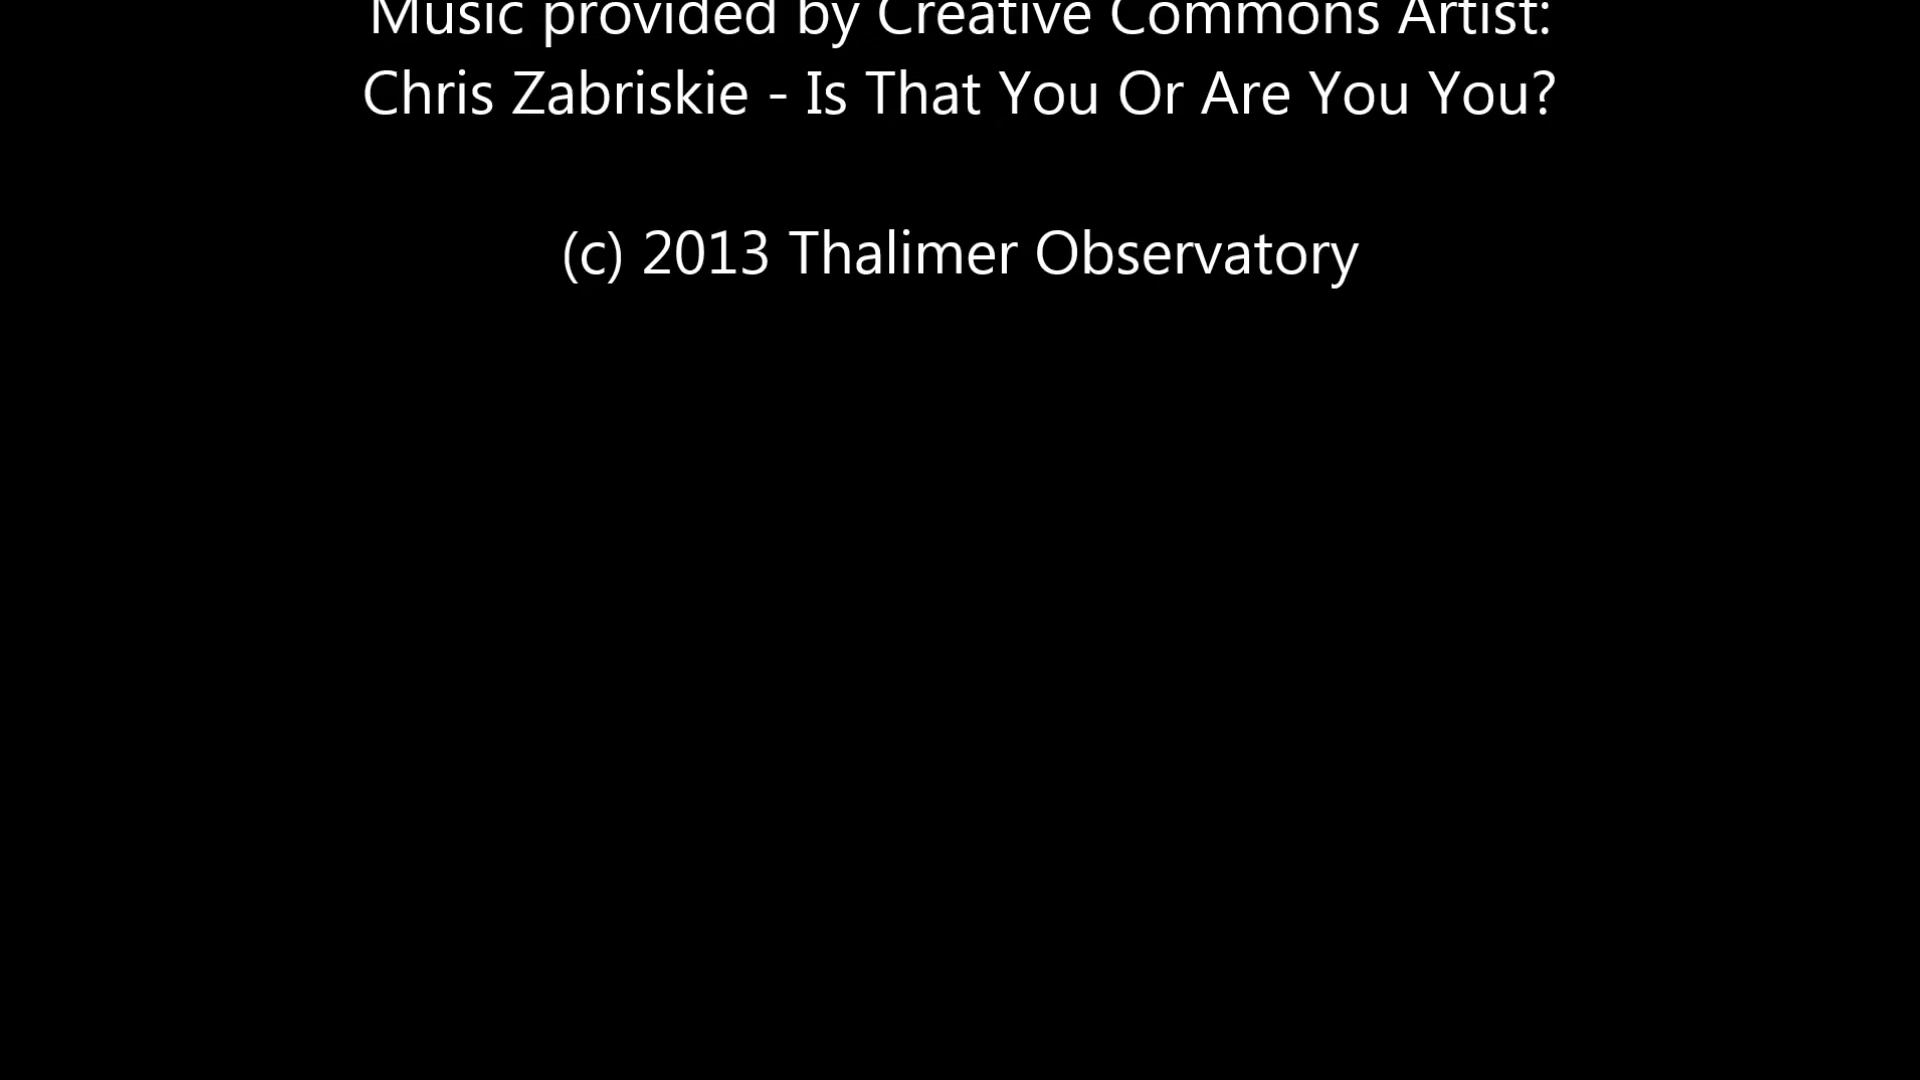 Music provided by Creative Commons Artist:
Chris Zabriskie - Is That You Or Are You You?
(c) 2013 Thalimer Observatory